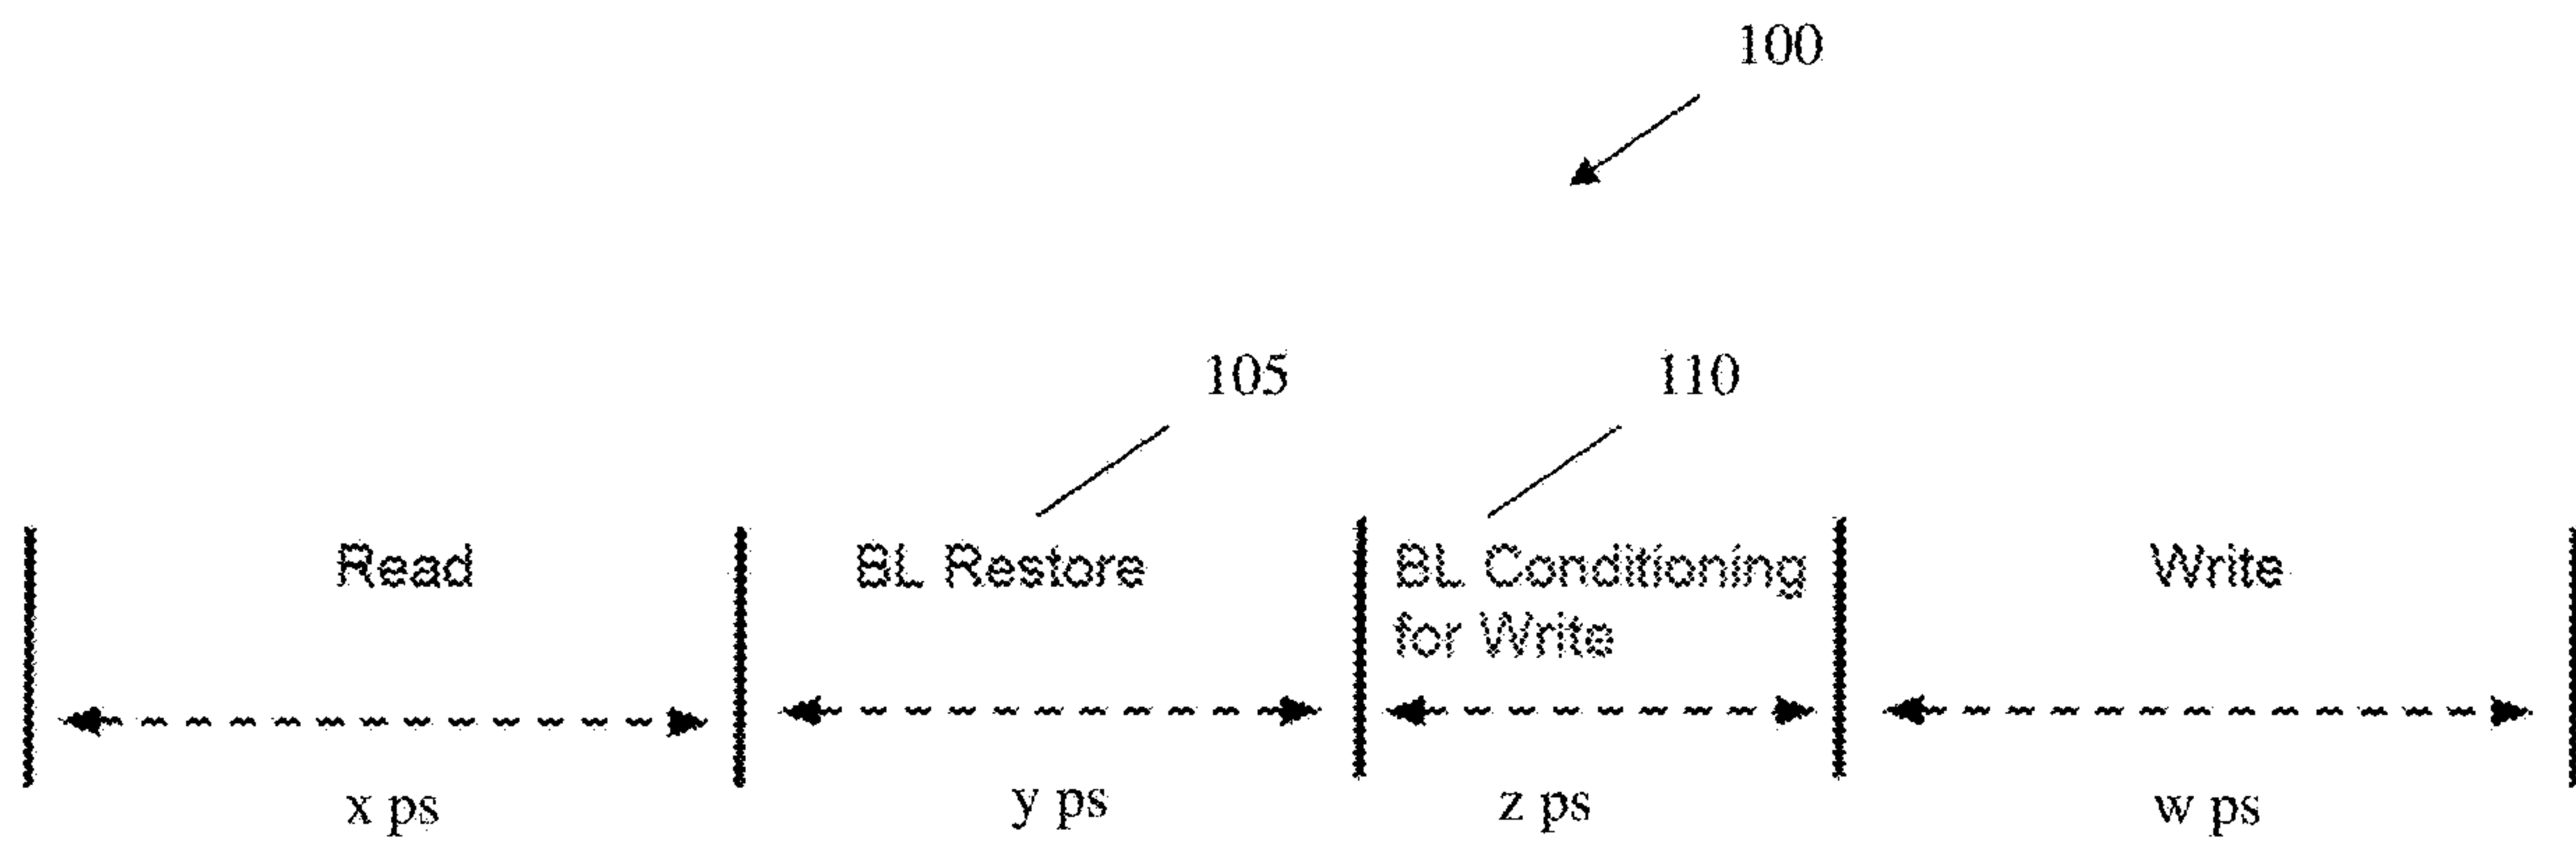 100
105
110
Read
BL Restore
BL Conditioning
for Write
Write
x ps
y ps
z ps
w ps